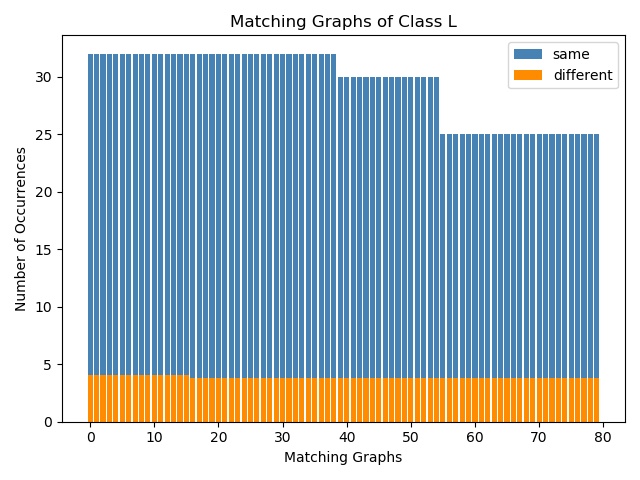 Matching Graphs of Class L
same
different
Number of Occurrences
30
25
20
15
10
5
0
0 10 20 30 40 50 60 70 80
Matching Graphs